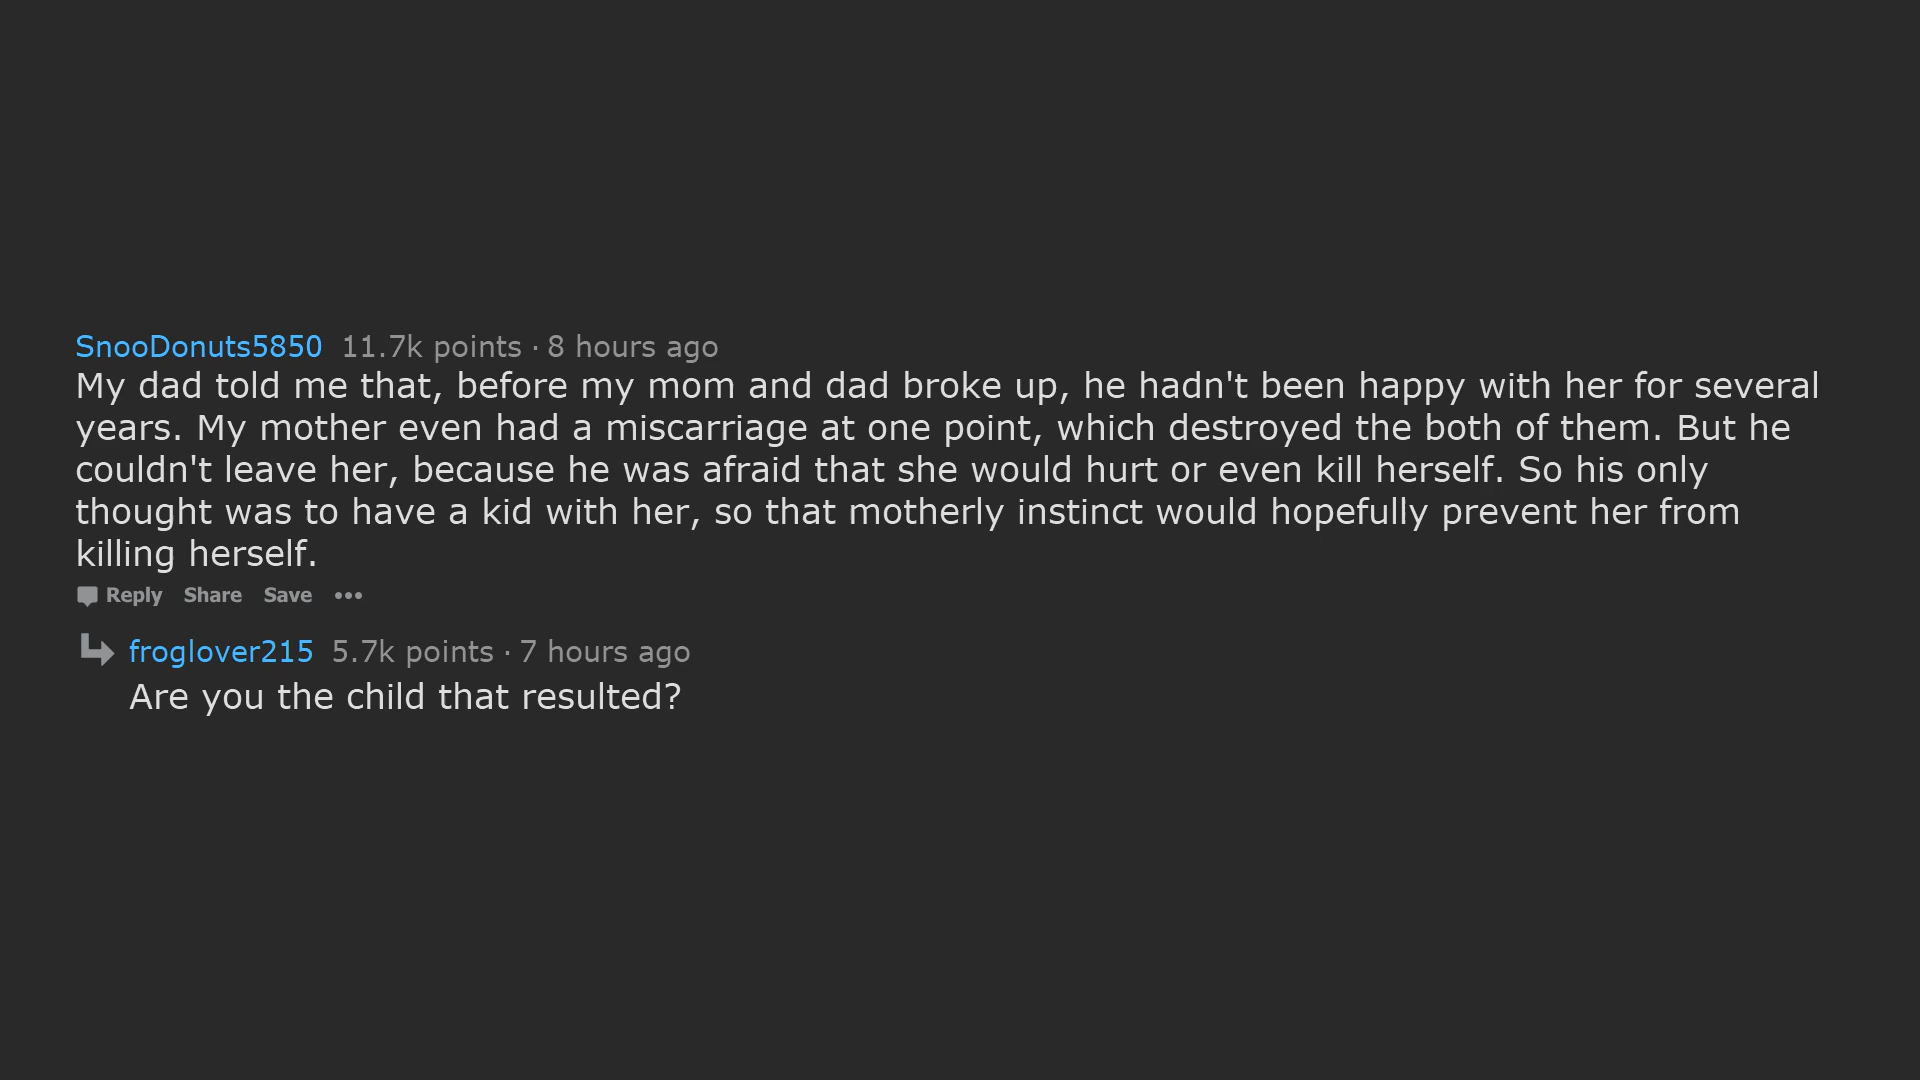 SnooDonuts5850 11.7k points · 8 hours ago
My dad told me that, before my mom and dad broke up, he hadn't been happy with her for several
years. My mother even had a miscarriage at one point, which destroyed the both of them. But he
couldn't leave her, because he was afraid that she would hurt or even kill herself. So his only
thought was to have a kid with her, so that motherly instinct would hopefully prevent her from
killing herself.
Reply Share Save •••
froglover215 5.7k points · 7 hours ago
Are you the child that resulted?